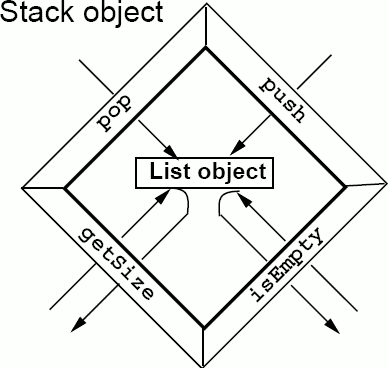 Stack object
pop
push
List object
getSize
isEmpty